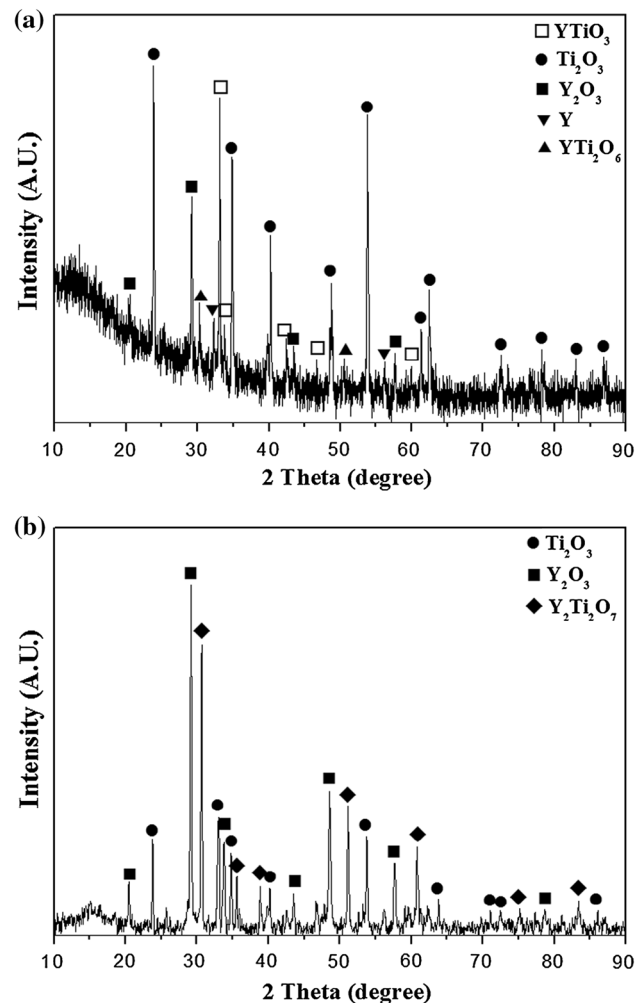 (a)
□ YTiO₃
● Ti₂O₃
■ Y₂O₃
▼ Y
▲ YTi₂O₆
Intensity (A.U.)
10 20 30 40 50 60 70 80 90
2 Theta (degree)
(b)
● Ti₂O₃
■ Y₂O₃
◆ Y₂Ti₂O₇
Intensity (A.U.)
10 20 30 40 50 60 70 80 90
2 Theta (degree)